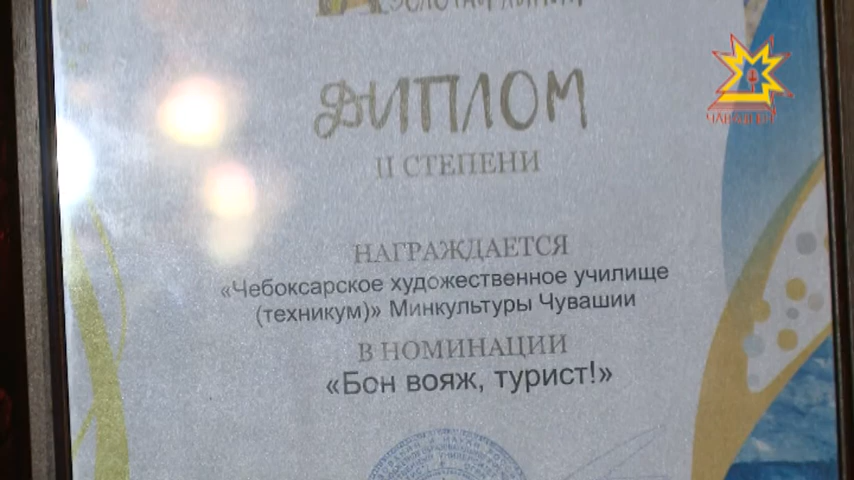 ДИПЛОМ
II СТЕПЕНИ
НАГРАЖДАЕТСЯ
«Чебоксарское художественное училище
(техникум)» Минкультуры Чувашии
В НОМИНАЦИИ
«Бон вояж, турист!»